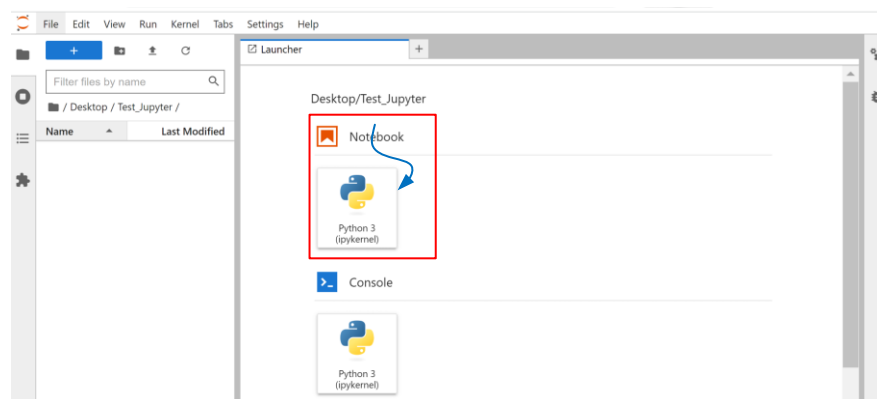 File Edit View Run Kernel Tabs Settings Help
+
Launcher
+
Filter files by name
/ Desktop / Test_Jupyter /
Name Last Modified
Desktop/Test_Jupyter
Notebook
Python 3
(ipykernel)
Console
Python 3
(ipykernel)